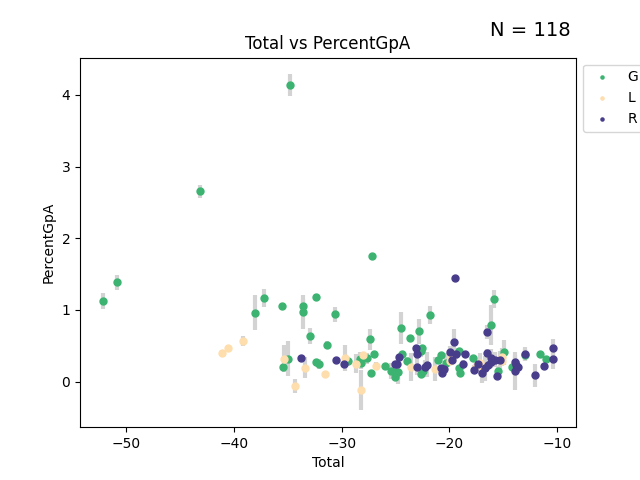 N = 118
Total vs PercentGpA
G
L
R
PercentGpA
4
3
2
1
0
−50
−40
−30
−20
−10
Total